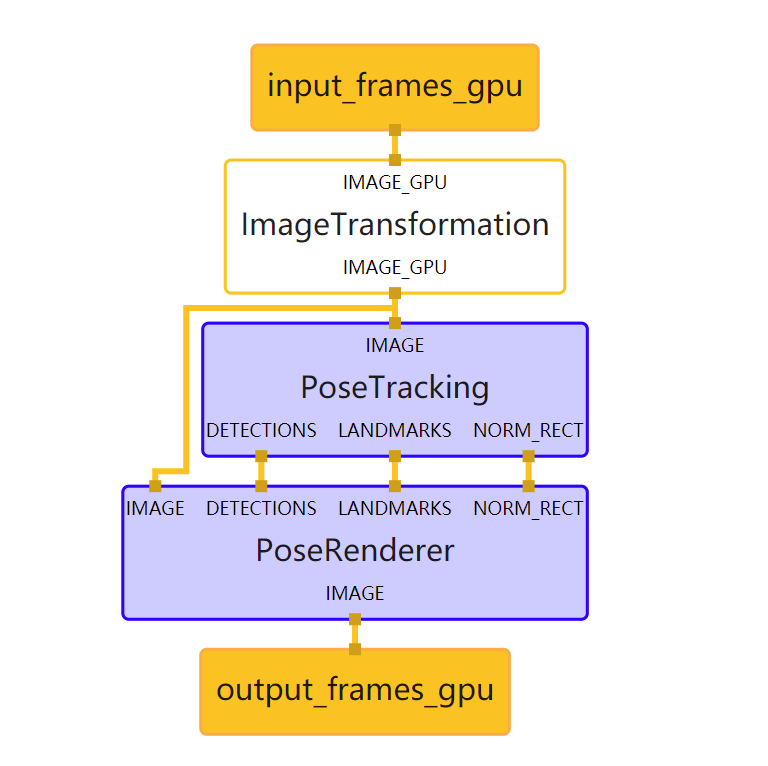 input_frames_gpu
IMAGE_GPU
ImageTransformation
IMAGE_GPU
IMAGE
PoseTracking
DETECTIONS LANDMARKS NORM_RECT
IMAGE DETECTIONS LANDMARKS NORM_RECT
PoseRenderer
IMAGE
output_frames_gpu